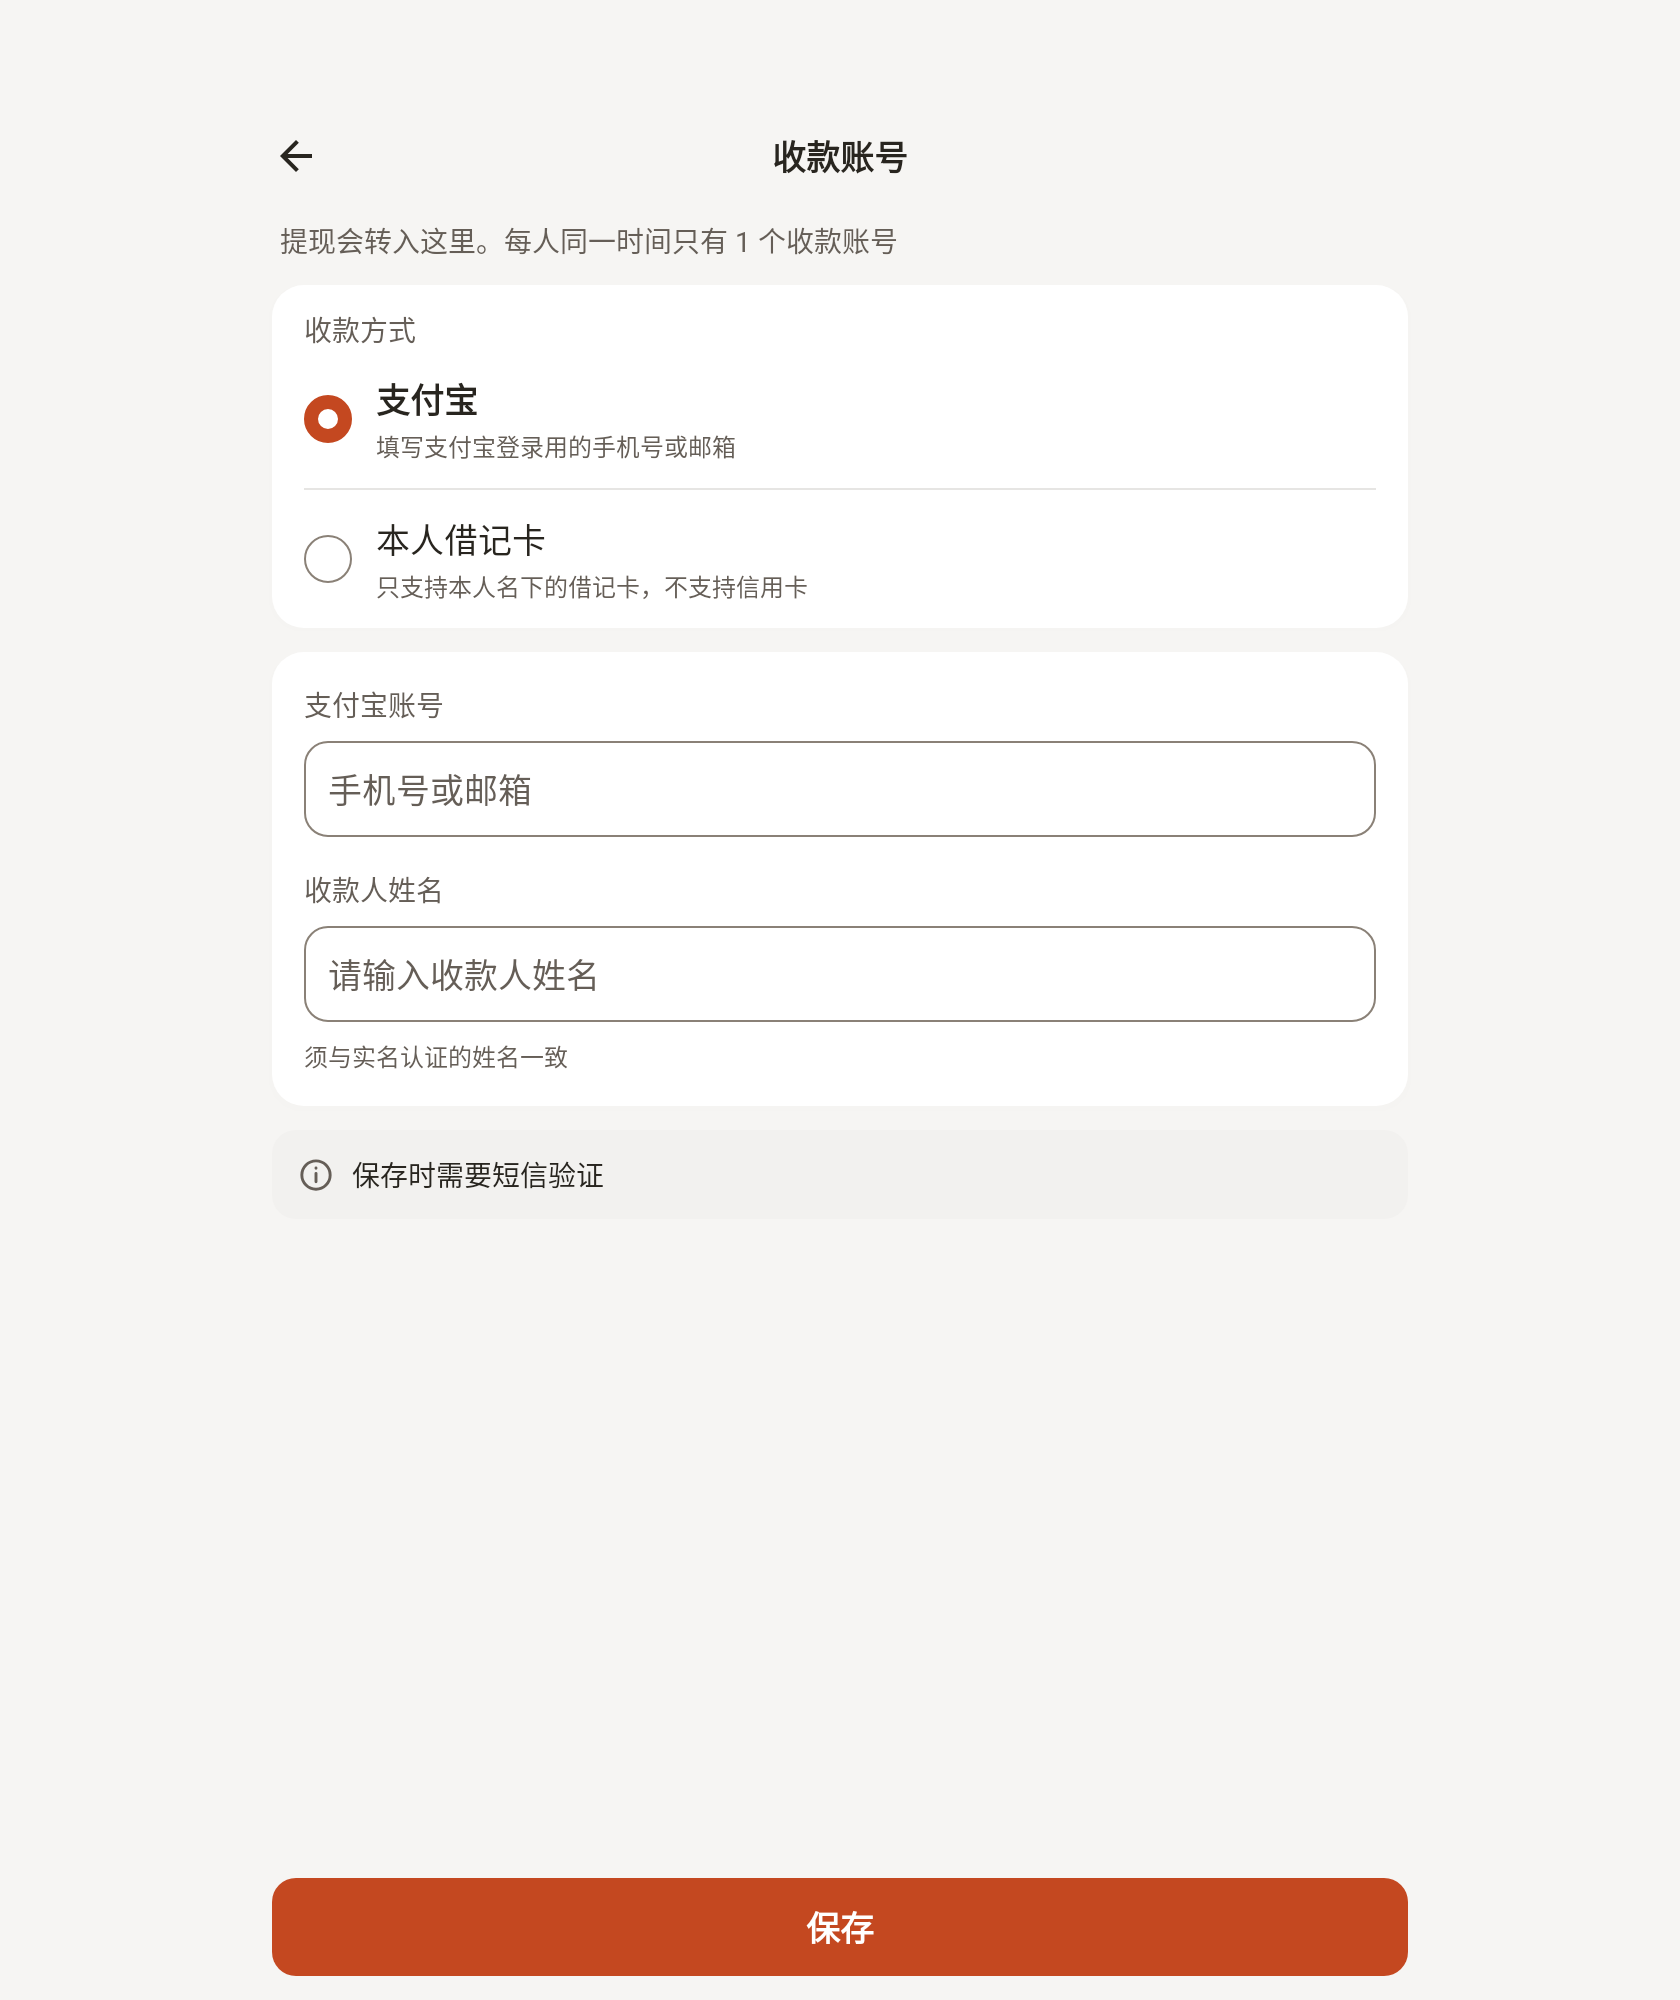 收款账号
提现会转入这里。每人同一时间只有 1 个收款账号
收款方式
支付宝
填写支付宝登录用的手机号或邮箱
本人借记卡
只支持本人名下的借记卡，不支持信用卡
支付宝账号
手机号或邮箱
收款人姓名
请输入收款人姓名
须与实名认证的姓名一致
保存时需要短信验证
保存